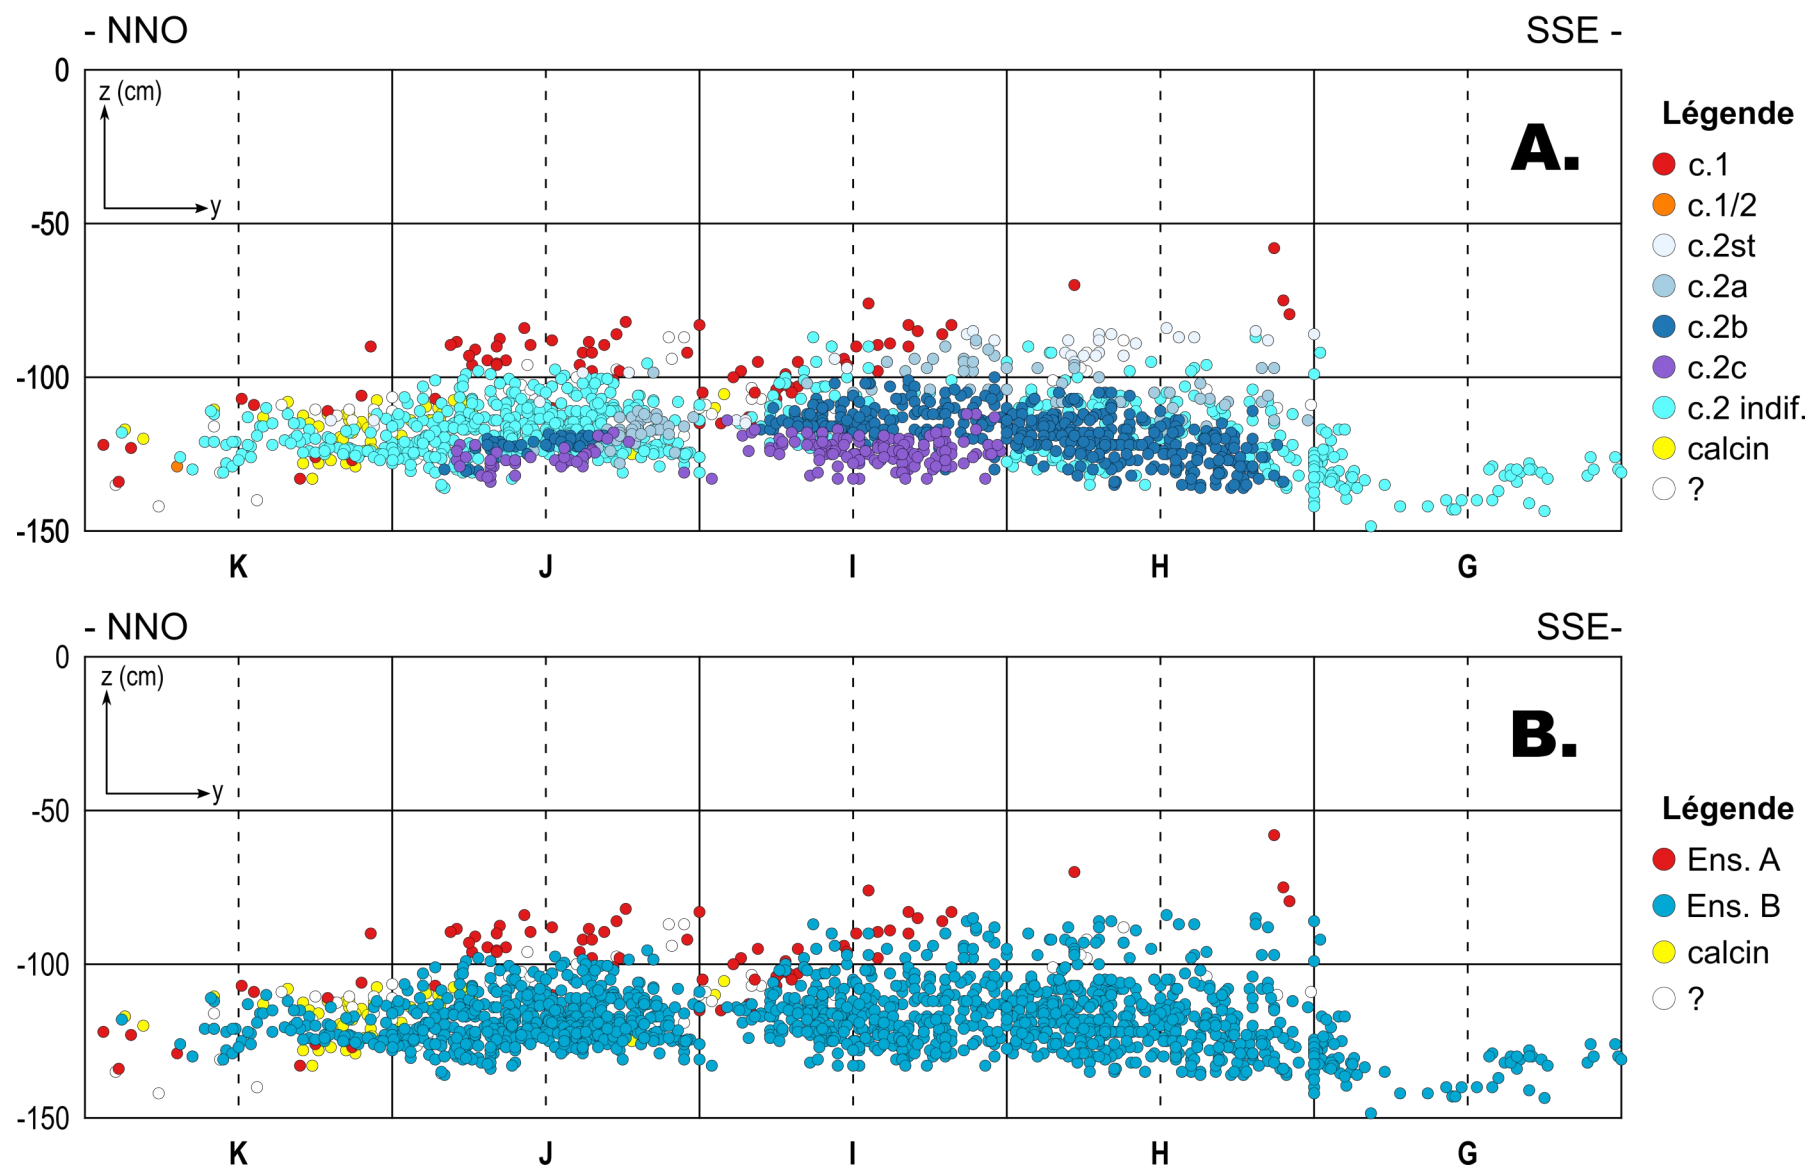 - NNO SSE -
0
z (cm)
y
A.
-50
-100
-150
K J I H G
Légende
c.1
c.1/2
c.2st
c.2a
c.2b
c.2c
c.2 indif.
calcin
?
- NNO SSE-
0
z (cm)
y
B.
-50
-100
-150
K J I H G
Légende
Ens. A
Ens. B
calcin
?